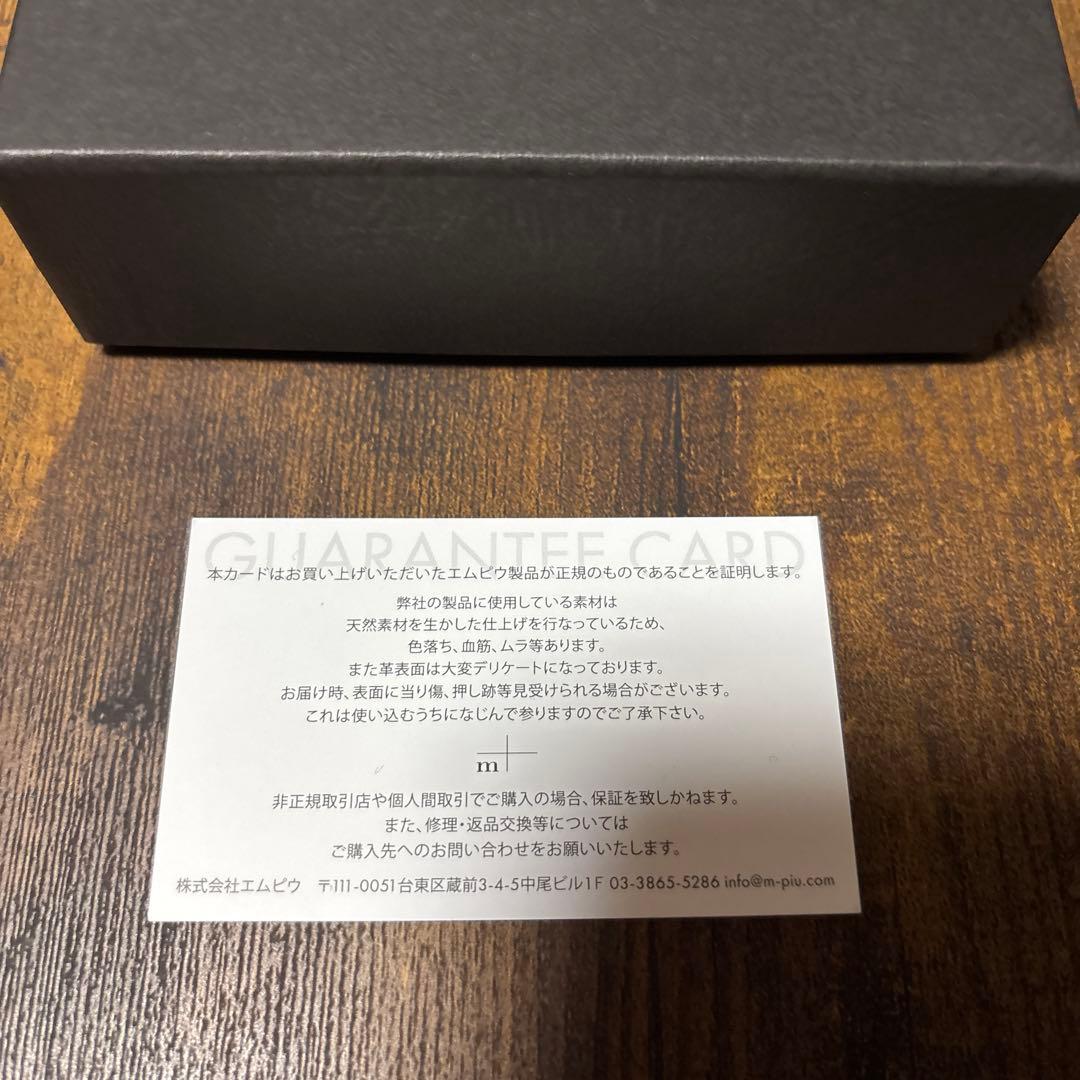 GUARANTEE CARD
本カードはお買い上げいただいたエムピウ製品が正規のものであることを証明します。
弊社の製品に使用している素材は
天然素材を生かした仕上げを行なっているため、
色落ち、血筋、ムラ等あります。
また革表面は大変デリケートになっております。
お届け時、表面に当り傷、押し跡等見受けられる場合がございます。
これは使い込むうちになじんで参りますのでご了承下さい。
m+
非正規取引店や個人間取引でご購入の場合、保証を致しかねます。
また、修理・返品交換等については
ご購入先へのお問い合わせをお願いいたします。
株式会社エムピウ 〒111-0051台東区蔵前3-4-5中尾ビル1F 03-3865-5286 info@m-piu.com